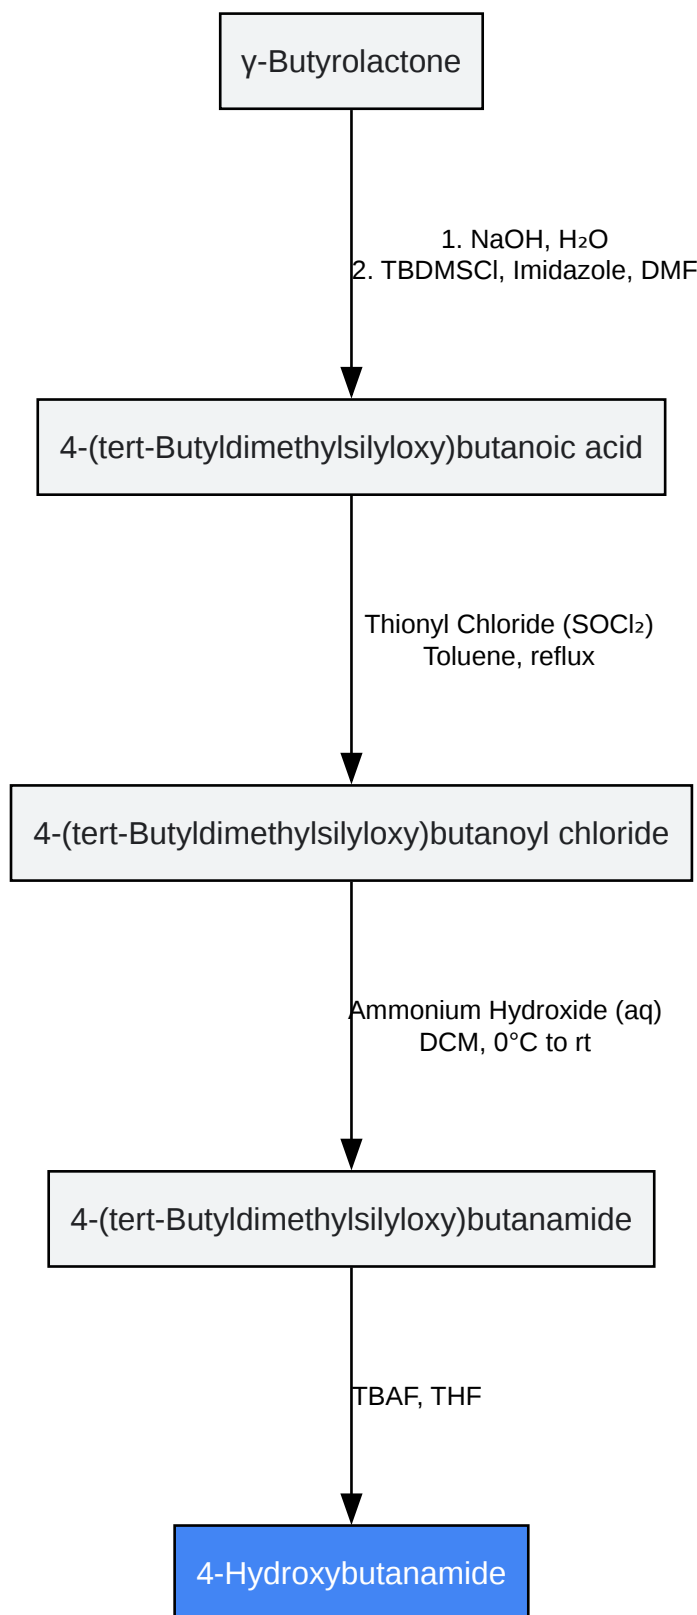 γ-Butyrolactone
1. NaOH, H₂O
2. TBDMSCl, Imidazole, DMF
4-(tert-Butyldimethylsilyloxy)butanoic acid
Thionyl Chloride (SOCl₂)
Toluene, reflux
4-(tert-Butyldimethylsilyloxy)butanoyl chloride
Ammonium Hydroxide (aq)
DCM, 0°C to rt
4-(tert-Butyldimethylsilyloxy)butanamide
TBAF, THF
4-Hydroxybutanamide